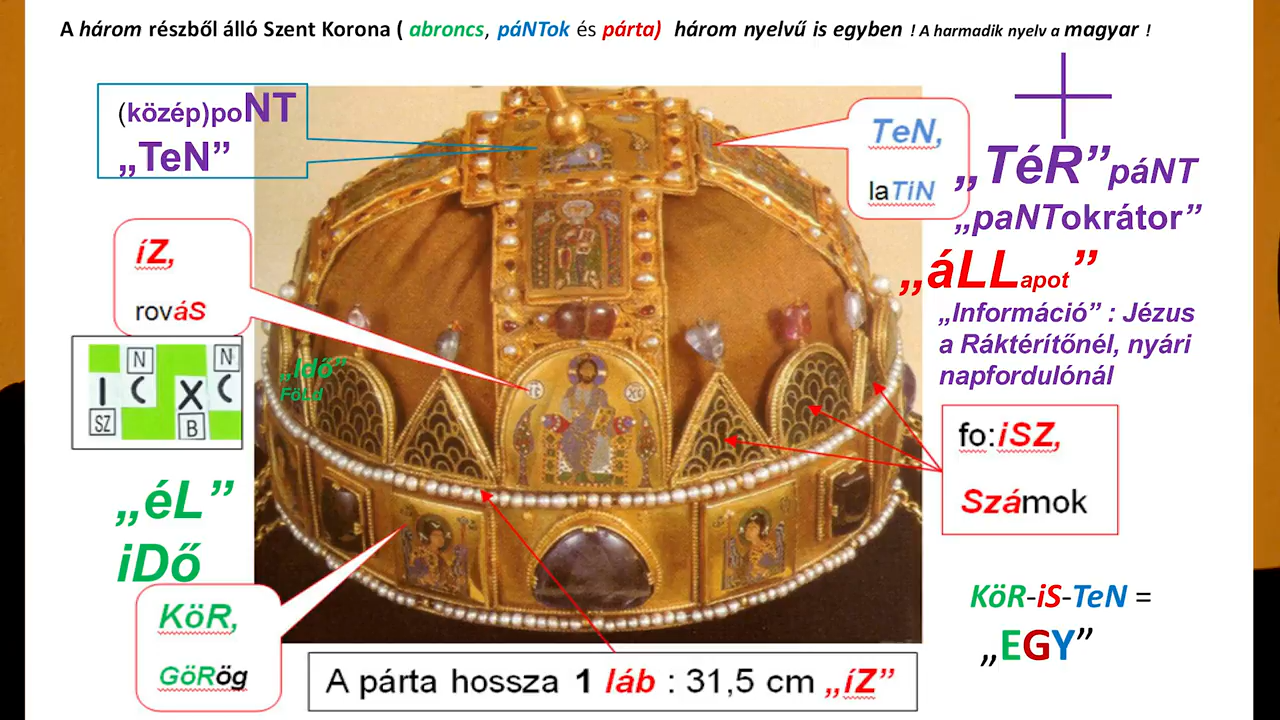 A három részből álló Szent Korona ( abroncs, páNTok és párta) három nyelvű is egyben ! A harmadik nyelv a magyar !
(közép)poNT
„TeN”
TeN,
laTiN
„TéR”páNT
„paNTokrátor”
„áLLapot”
„Információ” : Jézus
a Ráktérítőnél, nyári
napfordulónál
íZ,
rováS
N
N
SZ
B
„Idő”
FöLd
IC
XC
fo:iSZ,
Számok
„éL”
iDő
KöR,
GöRög
KöR-iS-TeN =
„EGY”
A párta hossza 1 láb : 31,5 cm „íZ”